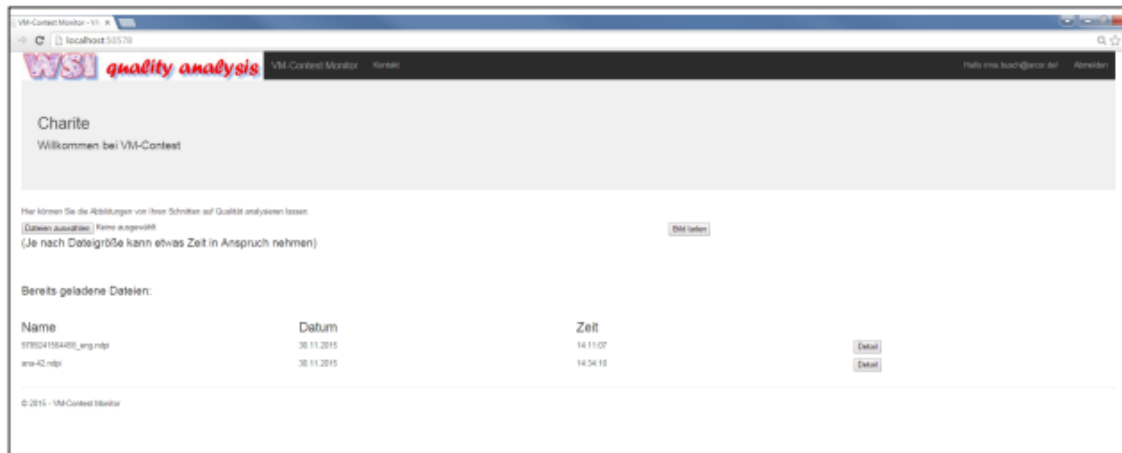 VM-Contest Monitor - VM
localhost:50578
WSI quality analysis VM-Contest Monitor Kontakt Abmelden
Charite
Willkommen bei VM-Contest
Hier können Sie die Abbildungen von Ihren Schnitten auf Qualität analysieren lassen.
Dateien auswählen Keine ausgewählt Bild laden
(Je nach Dateigröße kann etwas Zeit in Anspruch nehmen)
Bereits geladene Dateien:
Name Datum Zeit
9789241564458_eng.ndpi 30.11.2015 14:11:07 Detail
ana-42.ndpi 30.11.2015 14:34:10 Detail
© 2015 - VM-Contest Monitor